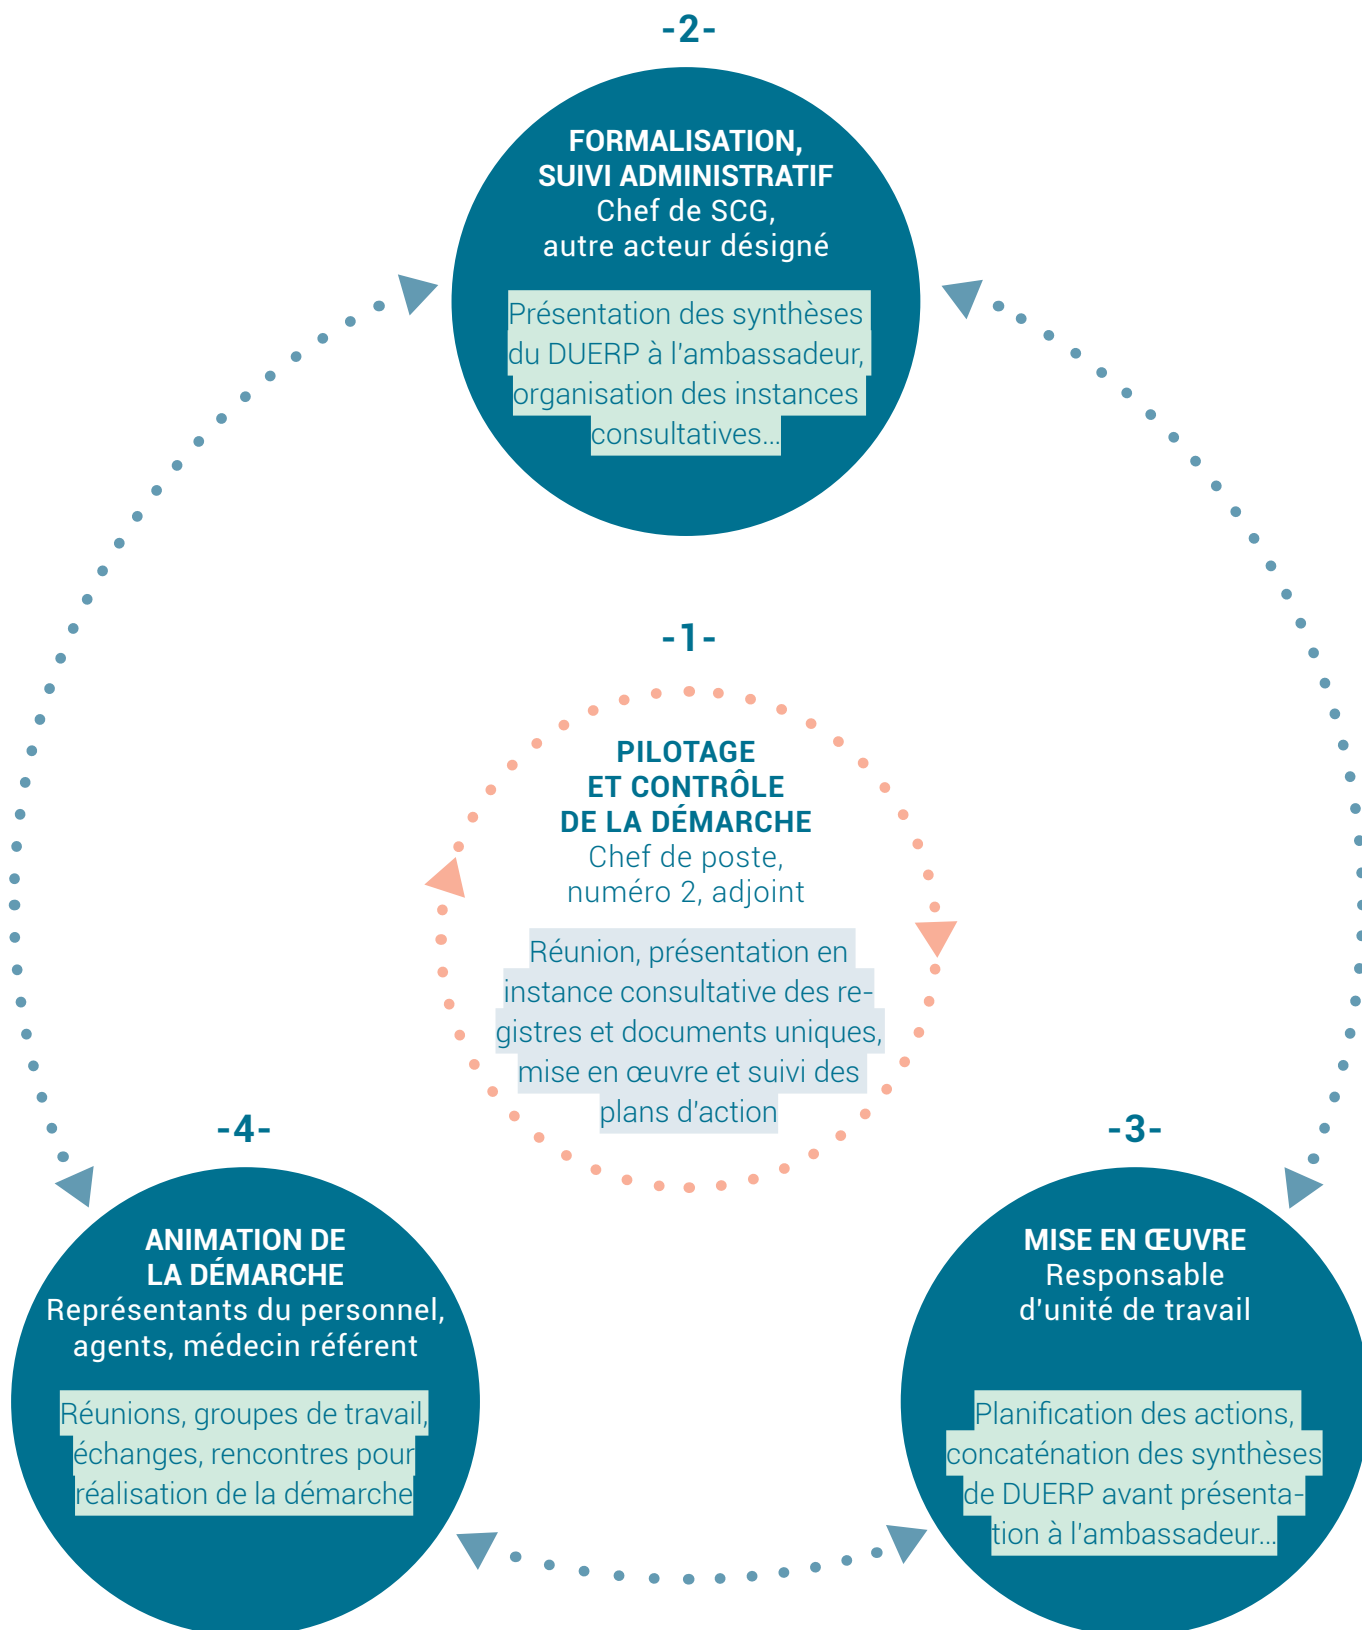 -2-
FORMALISATION,
SUIVI ADMINISTRATIF
Chef de SCG,
autre acteur désigné
Présentation des synthèses
du DUERP à l'ambassadeur,
organisation des instances
consultatives...
-1-
PILOTAGE
ET CONTRÔLE
DE LA DÉMARCHE
Chef de poste,
numéro 2, adjoint
Réunion, présentation en
instance consultative des re-
gistres et documents uniques,
mise en œuvre et suivi des
plans d'action
-4-
ANIMATION DE
LA DÉMARCHE
Représentants du personnel,
agents, médecin référent
Réunions, groupes de travail,
échanges, rencontres pour
réalisation de la démarche
-3-
MISE EN ŒUVRE
Responsable
d'unité de travail
Planification des actions,
concaténation des synthèses
de DUERP avant présenta-
tion à l'ambassadeur...